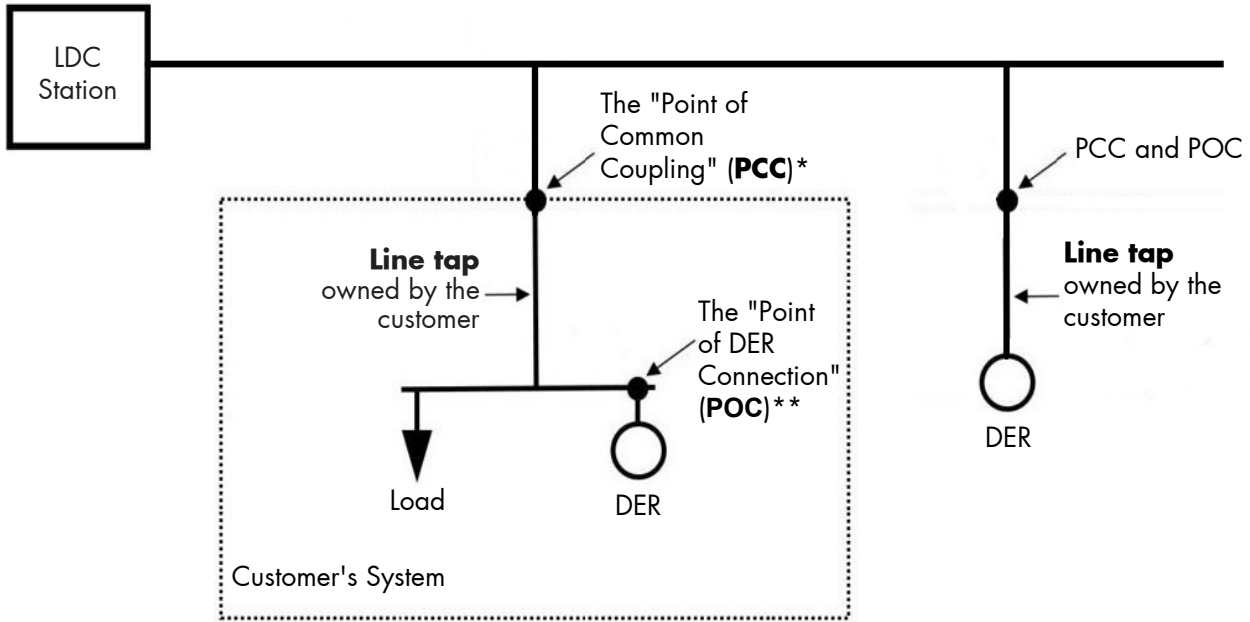 LDC
Station
The "Point of
Common
Coupling" (PCC)*
PCC and POC
Line tap
owned by the
customer
The "Point
of DER
Connection"
(POC)**
Line tap
owned by the
customer
Load
DER
DER
Customer's System